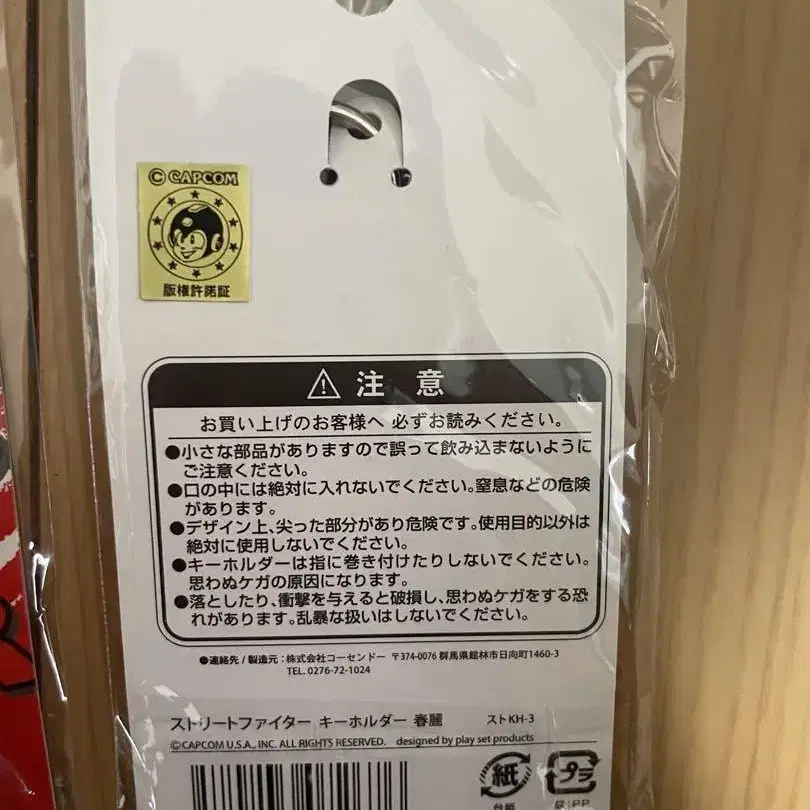 © CAPCOM
版権許諾証
注意
お買い上げのお客様へ 必ずお読みください。
●小さな部品がありますので誤って飲み込まないように
ご注意ください。
●口の中には絶対に入れないでください。窒息などの危険
があります。
●デザイン上、尖った部分があり危険です。使用目的以外は
絶対に使用しないでください。
●キーホルダーは指に巻き付けたりしないでください。
思わぬケガの原因になります。
●落としたり、衝撃を与えると破損し、思わぬケガをする恐
れがあります。乱暴な扱いはしないでください。
●連絡先 / 製造元:株式会社コーセンドー 〒374-0076 群馬県館林市日向町1460-3
TEL. 0276-72-1024
ストリートファイター キーホルダー 春麗 ストKH-3
©CAPCOM U.S.A., INC. ALL RIGHTS RESERVED. designed by play set products
紙 プラ
台紙 袋:PP